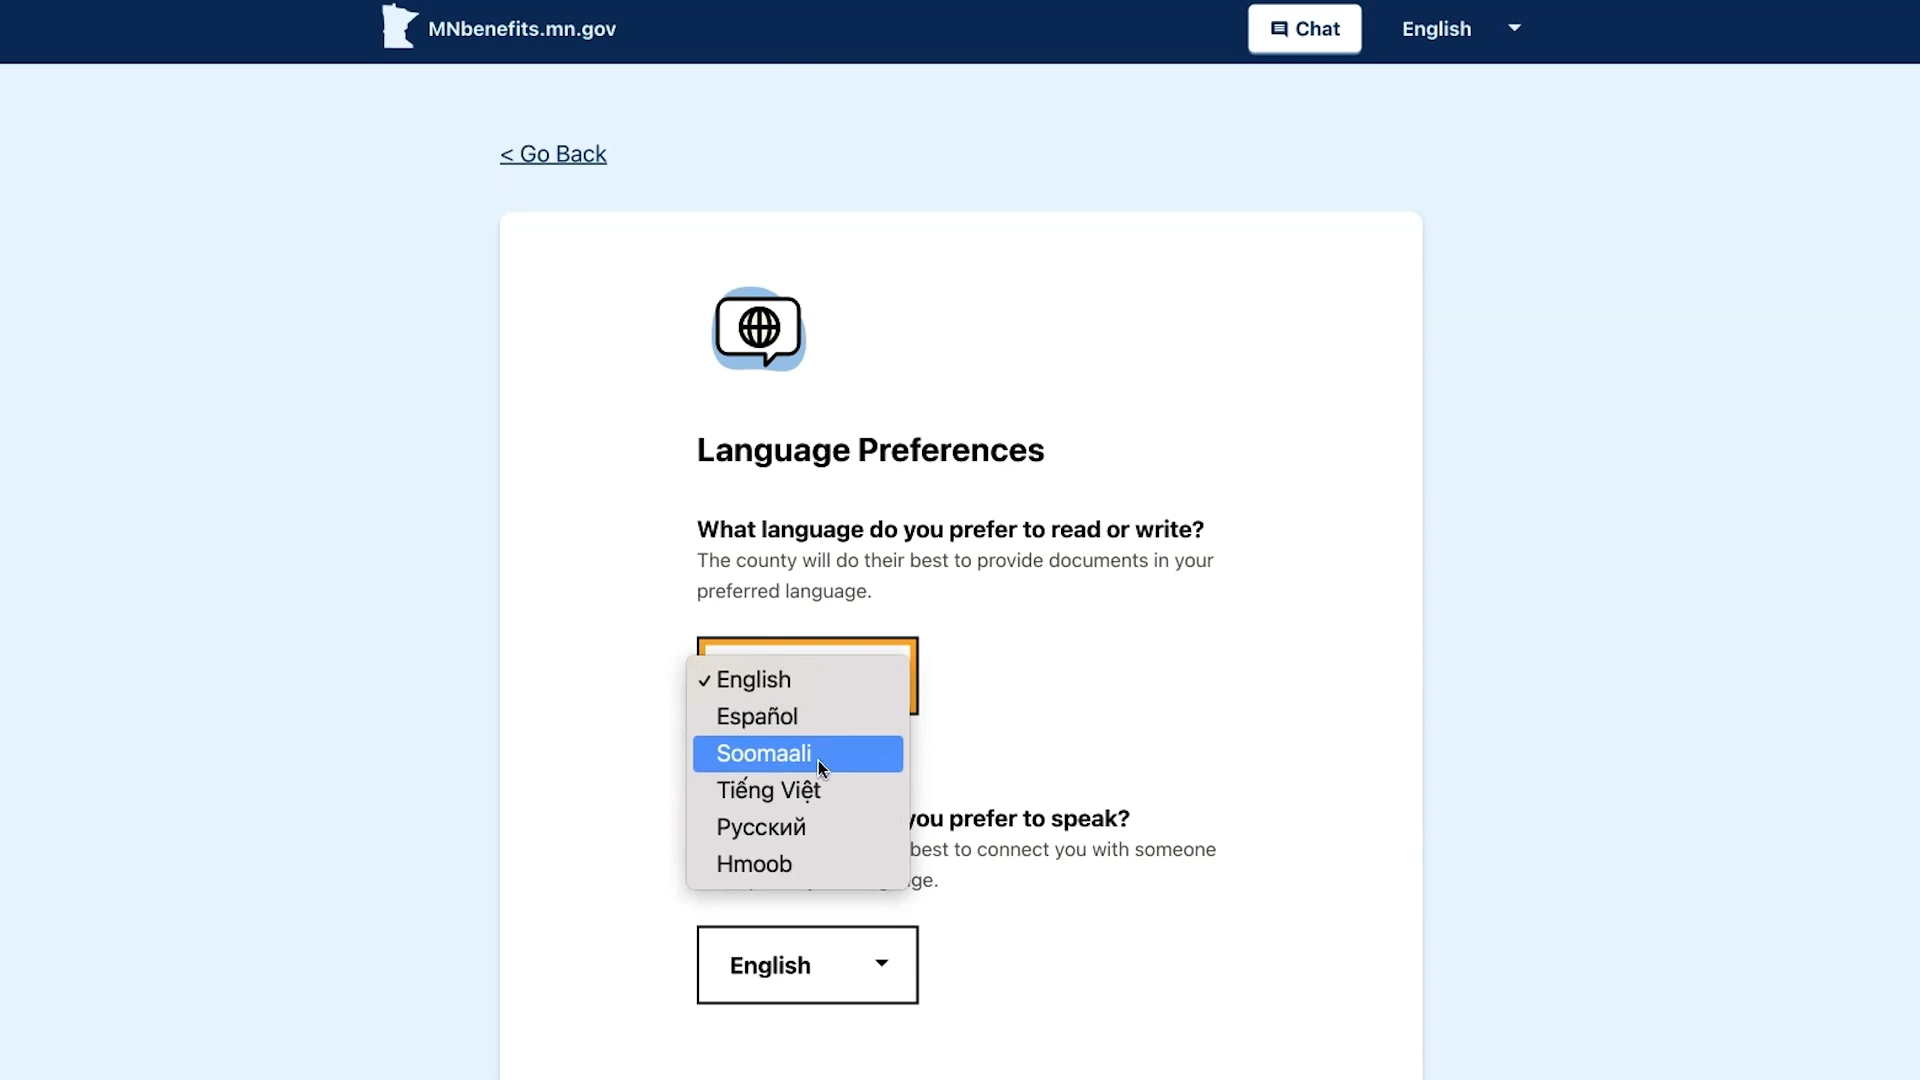 MNbenefits.mn.gov
Chat
English
< Go Back
Language Preferences
What language do you prefer to read or write?
The county will do their best to provide documents in your
preferred language.
✓ English
Español
Soomaali
Tiếng Việt
Русский
Hmoob
you prefer to speak?
best to connect you with someone
English